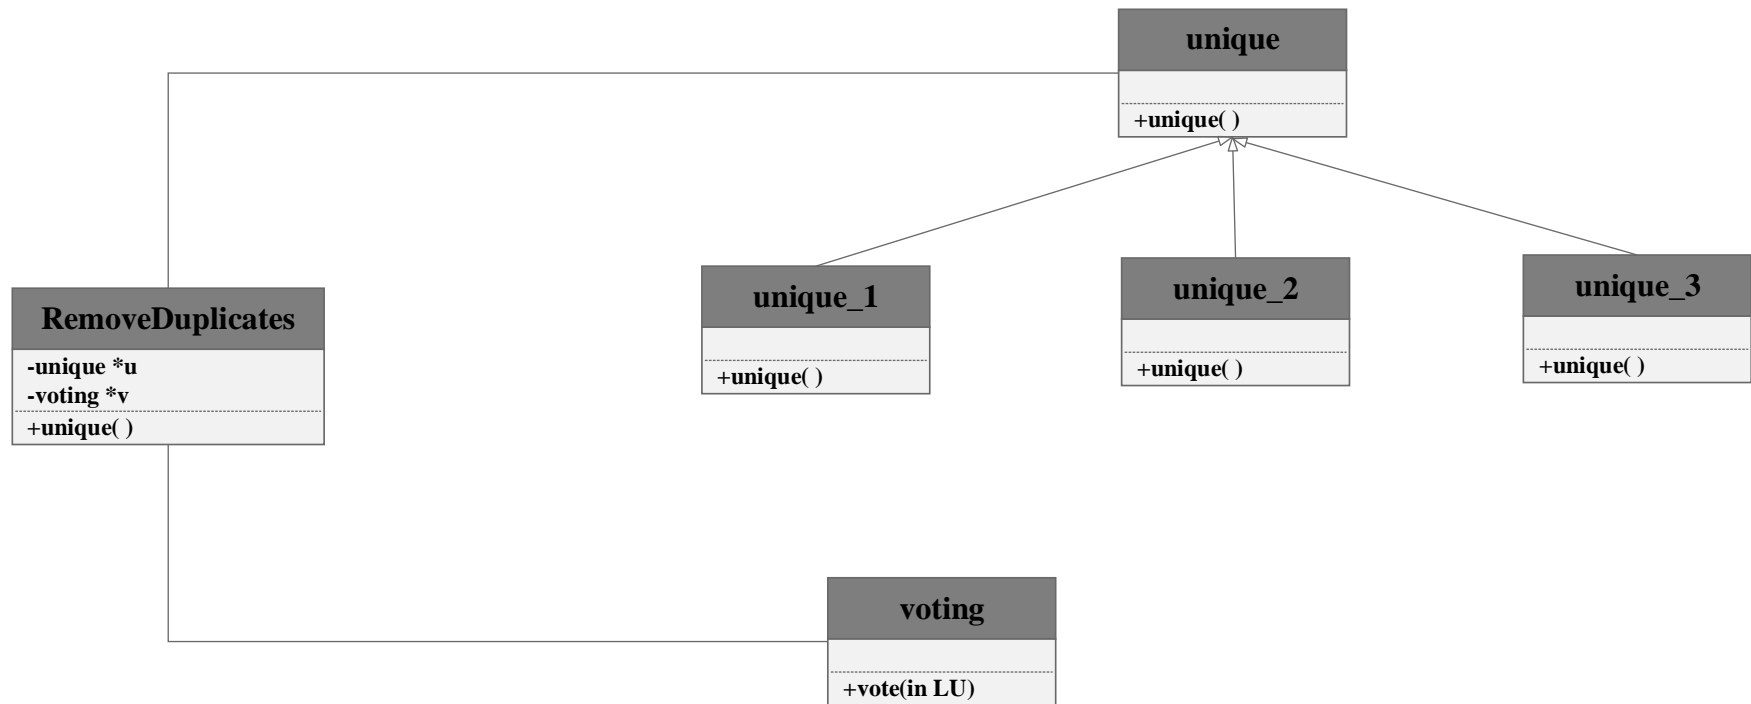 unique
+unique( )
unique_1
+unique( )
unique_2
+unique( )
unique_3
+unique( )
RemoveDuplicates
-unique *u
-voting *v
+unique( )
voting
+vote(in LU)